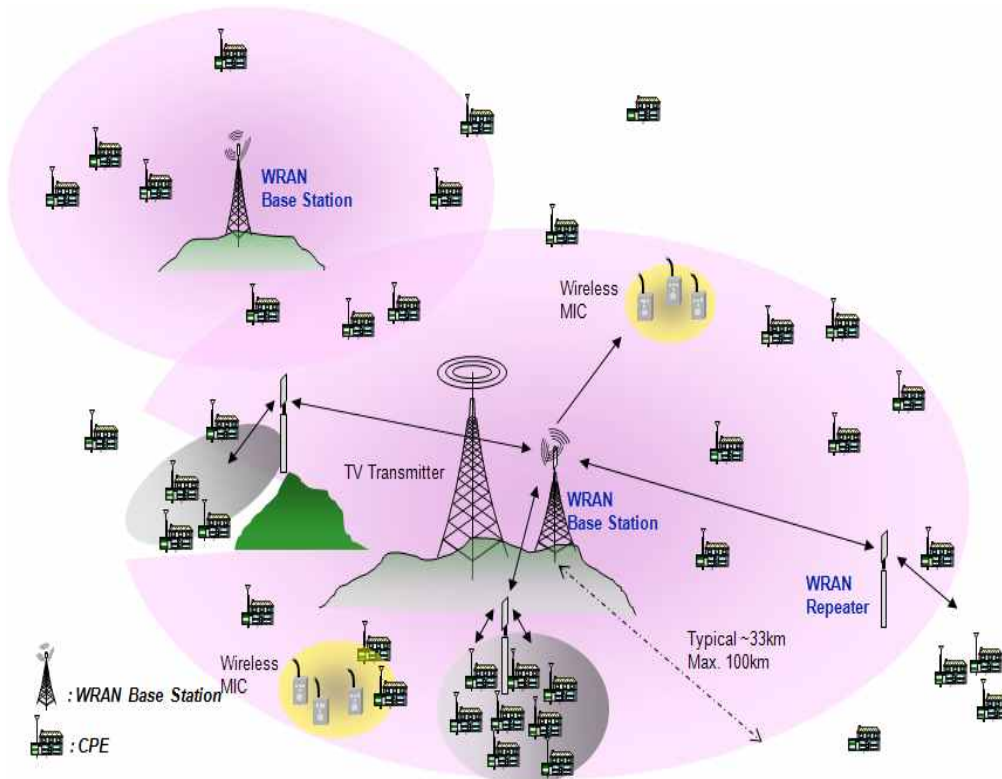 WRAN
Base Station
Wireless
MIC
TV Transmitter
WRAN
Base Station
WRAN
Repeater
Typical ~33km
Max. 100km
Wireless
MIC
: WRAN Base Station
: CPE